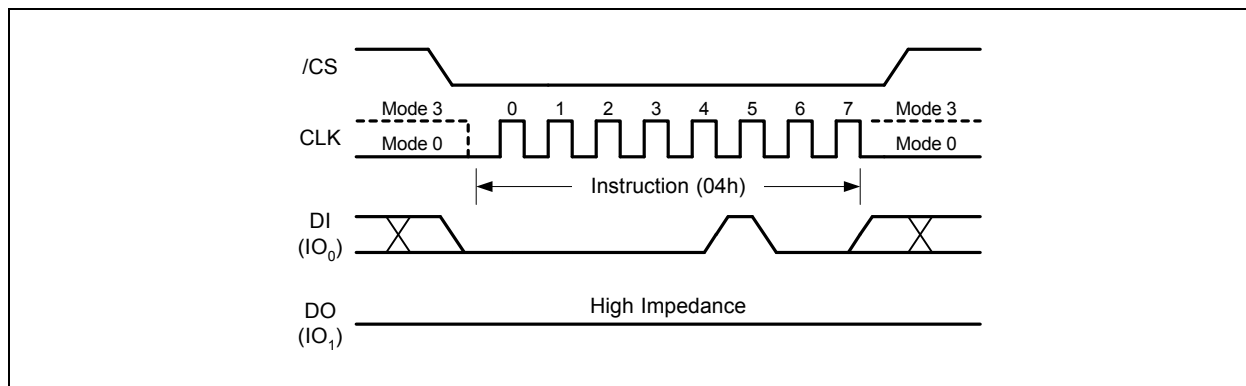 /CS
Mode 3 0 1 2 3 4 5 6 7 Mode 3
CLK
Mode 0 Mode 0
Instruction (04h)
DI
(IO₀)
High Impedance
DO
(IO₁)